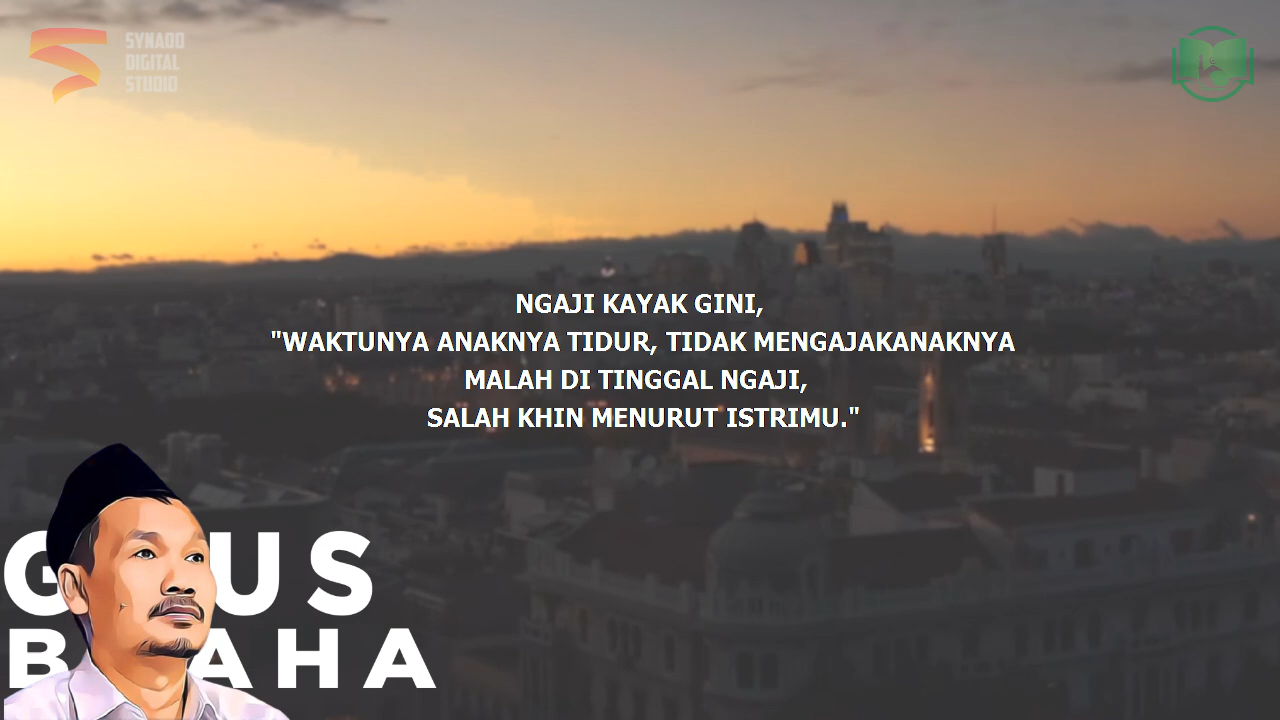 SYNADO
DIGITAL
STUDIO
NGAJI KAYAK GINI,
"WAKTUNYA ANAKNYA TIDUR, TIDAK MENGAJAKANAKNYA
MALAH DI TINGGAL NGAJI,
SALAH KHIN MENURUT ISTRIMU."
GUS
BAHA